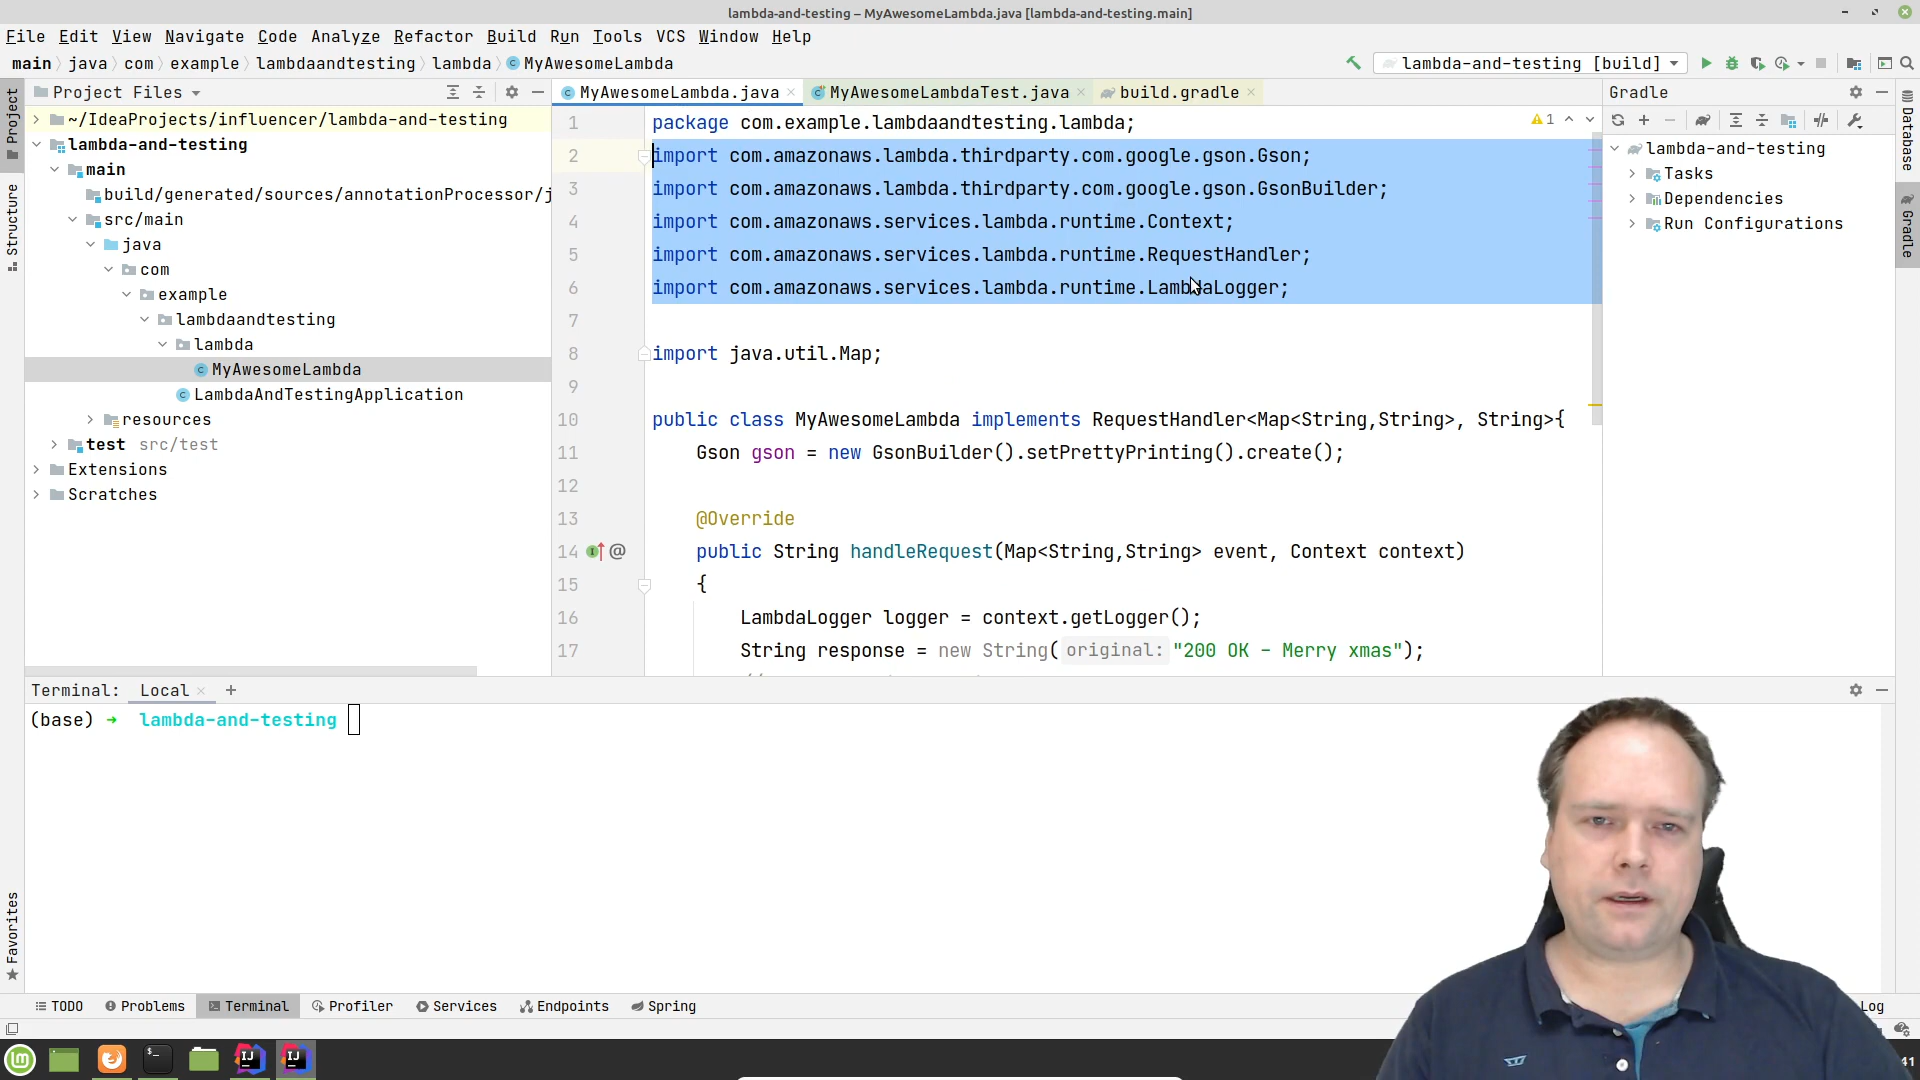 lambda-and-testing – MyAwesomeLambda.java [lambda-and-testing.main]
File Edit View Navigate Code Analyze Refactor Build Run Tools VCS Window Help
main java com example lambdaandtesting lambda MyAwesomeLambda
lambda-and-testing [build]
Project
Structure
Favorites
Project Files
~/IdeaProjects/influencer/lambda-and-testing
lambda-and-testing
main
build/generated/sources/annotationProcessor/j
src/main
java
com
example
lambdaandtesting
lambda
MyAwesomeLambda
LambdaAndTestingApplication
resources
test src/test
Extensions
Scratches
MyAwesomeLambda.java MyAwesomeLambdaTest.java build.gradle
1 package com.example.lambdaandtesting.lambda; 1
2 import com.amazonaws.lambda.thirdparty.com.google.gson.Gson;
3 import com.amazonaws.lambda.thirdparty.com.google.gson.GsonBuilder;
4 import com.amazonaws.services.lambda.runtime.Context;
5 import com.amazonaws.services.lambda.runtime.RequestHandler;
6 import com.amazonaws.services.lambda.runtime.LambdaLogger;
7
8 import java.util.Map;
9
10 public class MyAwesomeLambda implements RequestHandler<Map<String,String>, String>{
11 Gson gson = new GsonBuilder().setPrettyPrinting().create();
12
13 @Override
14 @ public String handleRequest(Map<String,String> event, Context context)
15 {
16 LambdaLogger logger = context.getLogger();
17 String response = new String( original: "200 OK - Merry xmas");
Gradle
lambda-and-testing
Tasks
Dependencies
Run Configurations
Database
Gradle
Terminal: Local +
(base) → lambda-and-testing
TODO Problems Terminal Profiler Services Endpoints Spring
Log
41